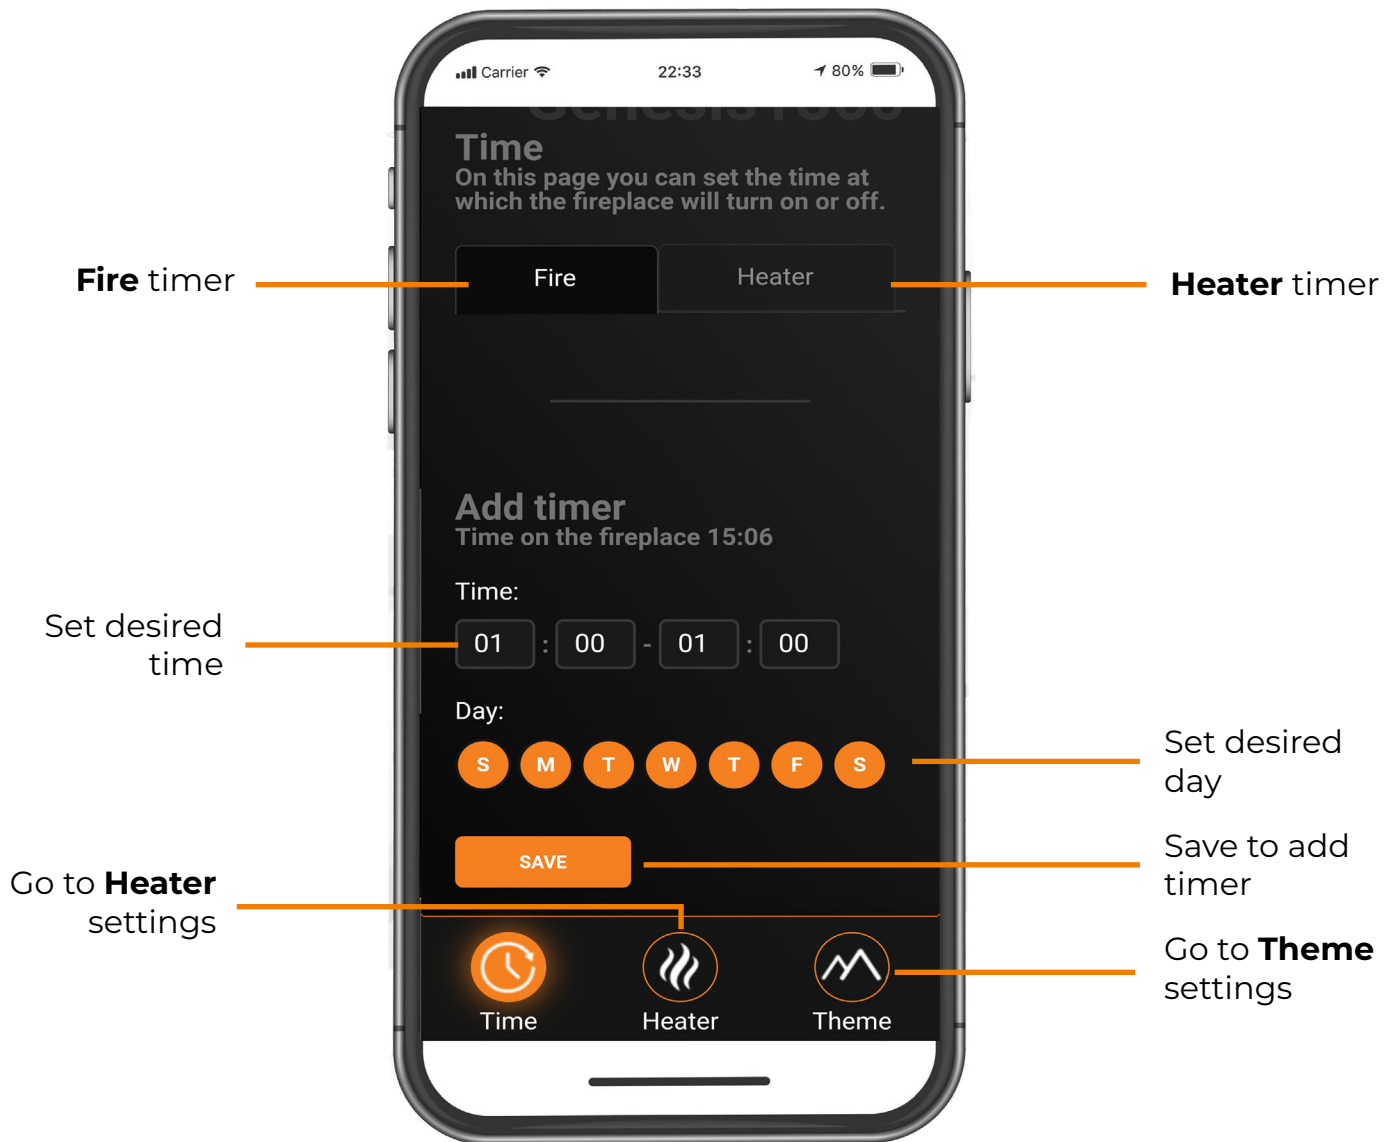 Carrier 22:33 80%
Time
On this page you can set the time at
which the fireplace will turn on or off.
Fire timer
Fire Heater
Heater timer
Add timer
Time on the fireplace 15:06
Time:
Set desired
time
01 : 00 - 01 : 00
Day:
S M T W T F S
Set desired
day
SAVE
Save to add
timer
Go to Heater
settings
Go to Theme
settings
Time Heater Theme